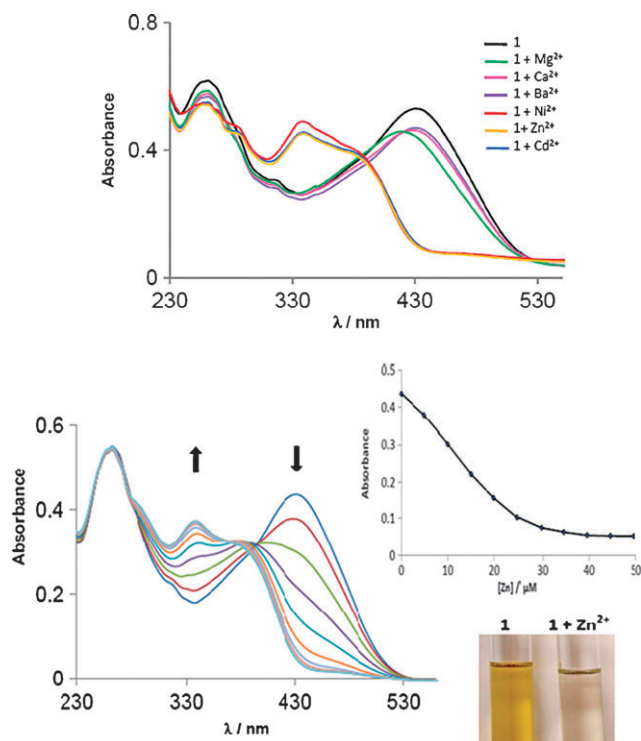 0.8
0.4
0
Absorbance
1
1 + Mg²⁺
1 + Ca²⁺
1 + Ba²⁺
1 + Ni²⁺
1+ Zn²⁺
1 + Cd²⁺
230 330 430 530
λ / nm
0.6
0.4
0.2
0
Absorbance
230 330 430 530
λ / nm
0.5
0.4
0.3
0.2
0.1
0
Absorbance
0 10 20 30 40 50
[Zn] / μM
1 1 + Zn²⁺